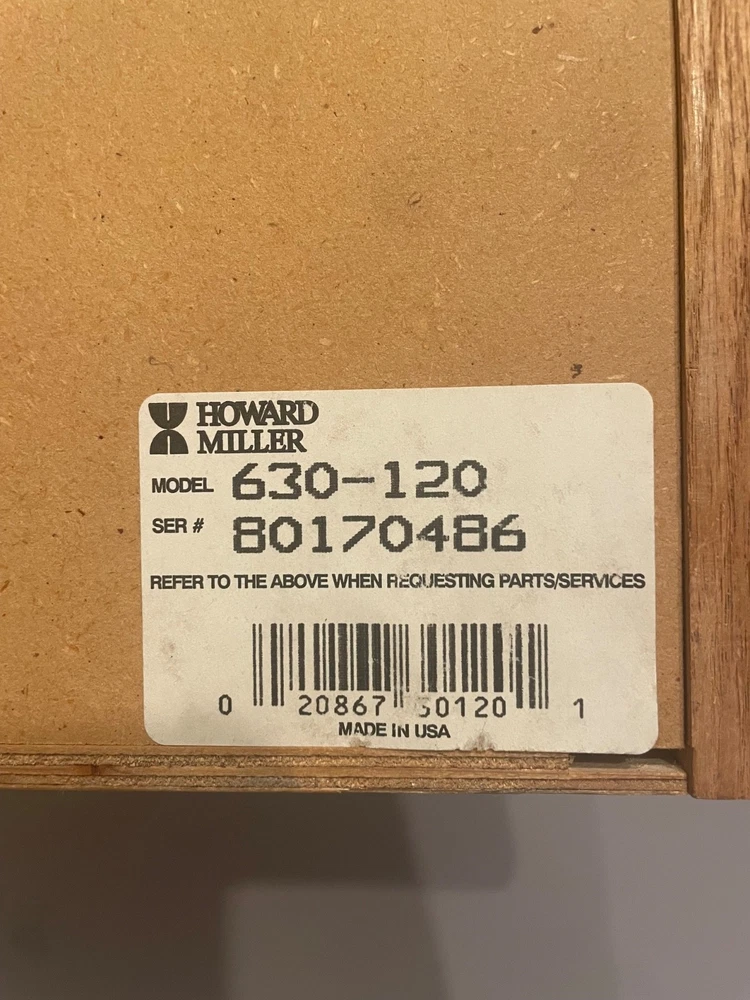 HOWARD
MILLER
MODEL 630-120
SER # 80170486
REFER TO THE ABOVE WHEN REQUESTING PARTS/SERVICES
0 20867 50120 1
MADE IN USA